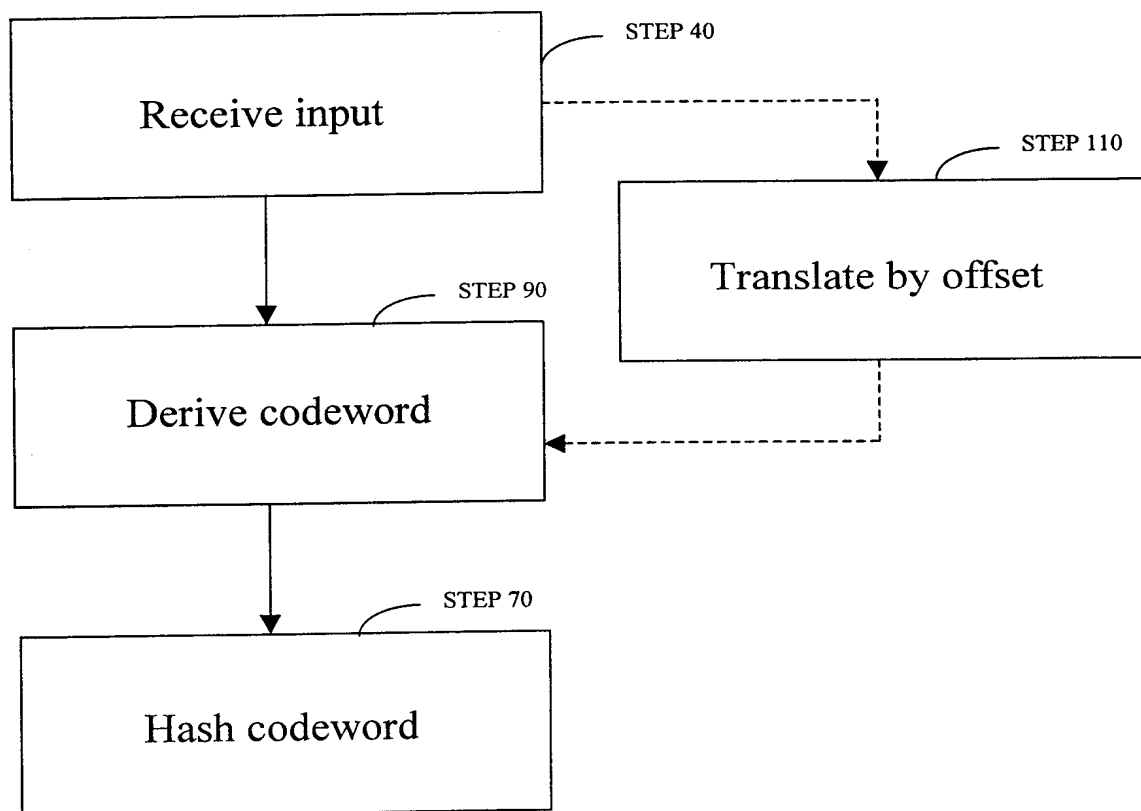 STEP 40
Receive input
STEP 110
Translate by offset
STEP 90
Derive codeword
STEP 70
Hash codeword